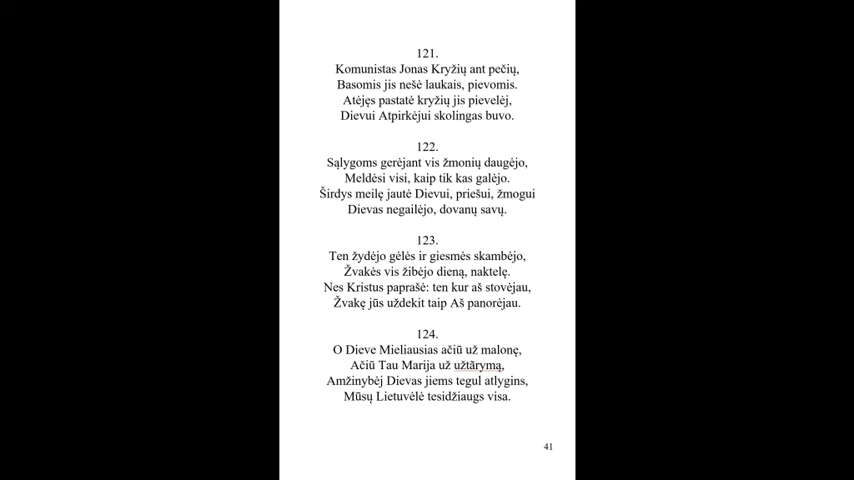 121.
Komunistas Jonas Kryžių ant pečių,
Basomis jis nešė laukais, pievomis.
Atėjęs pastatė kryžių jis pievelėj,
Dievui Atpirkėjui skolingas buvo.
122.
Sąlygoms gerėjant vis žmonių daugėjo,
Meldėsi visi, kaip tik kas galėjo.
Širdys meilę jautė Dievui, priešui, žmogui
Dievas negailėjo, dovanų savų.
123.
Ten žydėjo gėlės ir giesmės skambėjo,
Žvakės vis žibėjo dieną, naktelę.
Nes Kristus paprašė: ten kur aš stovėjau,
Žvakę jūs uždekit taip Aš panorėjau.
124.
O Dieve Mieliausias ačiū už malonę,
Ačiū Tau Marija už užtãrymą,
Amžinybėj Dievas jiems tegul atlygins,
Mūsų Lietuvėlė tesidžiaugs visa.
41